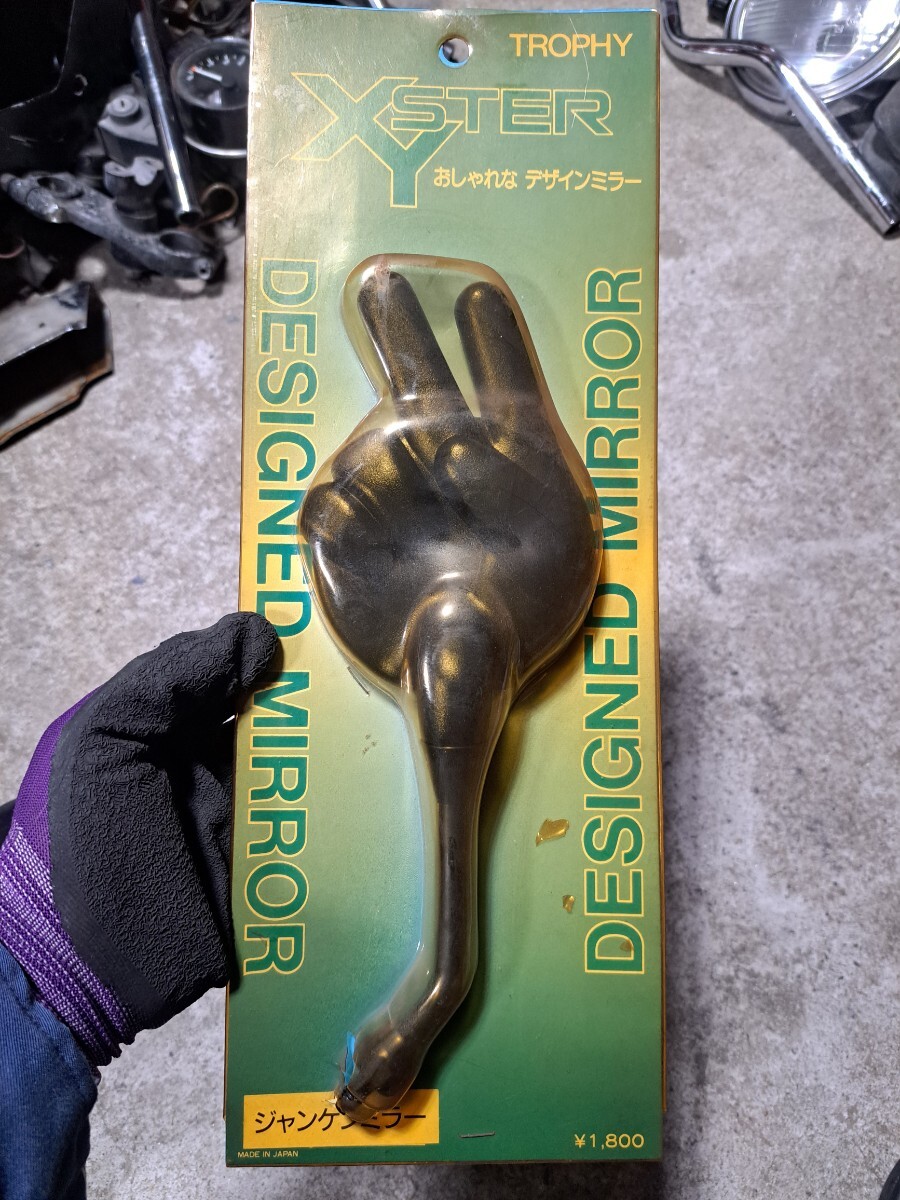 TROPHY
XYSTER
おしゃれな デザインミラー
DESIGNED MIRROR
DESIGNED MIRROR
ジャンケンミラー
¥1,800
MADE IN JAPAN